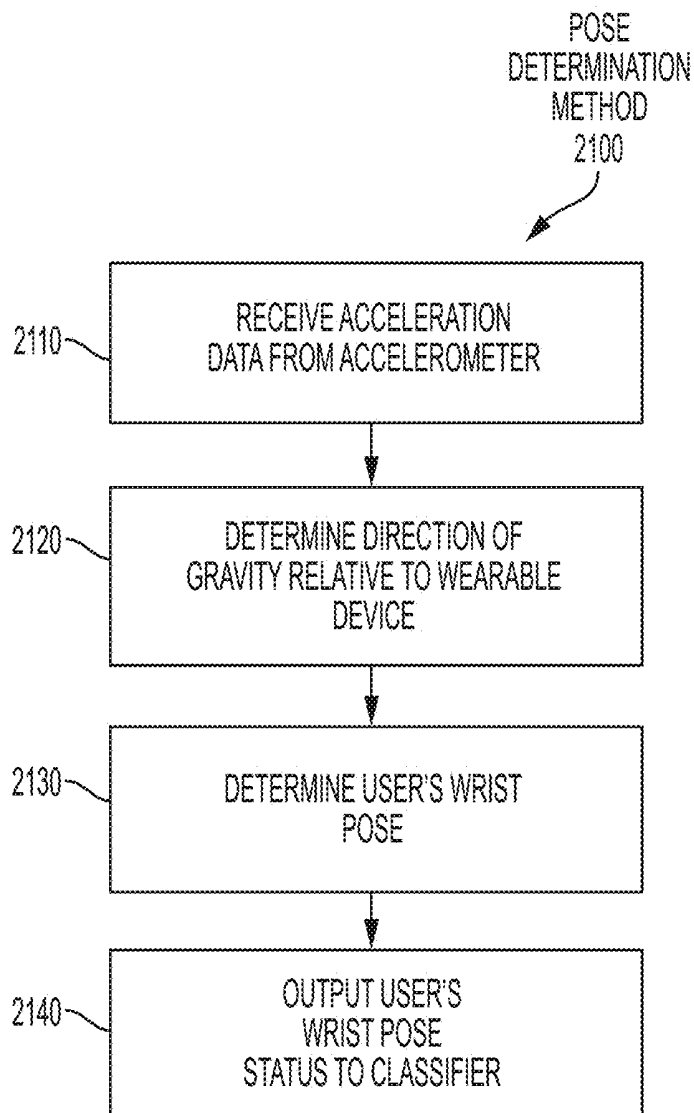 POSE
DETERMINATION
METHOD
2100
2110
RECEIVE ACCELERATION
DATA FROM ACCELEROMETER
2120
DETERMINE DIRECTION OF
GRAVITY RELATIVE TO WEARABLE
DEVICE
2130
DETERMINE USER'S WRIST
POSE
2140
OUTPUT USER'S
WRIST POSE
STATUS TO CLASSIFIER